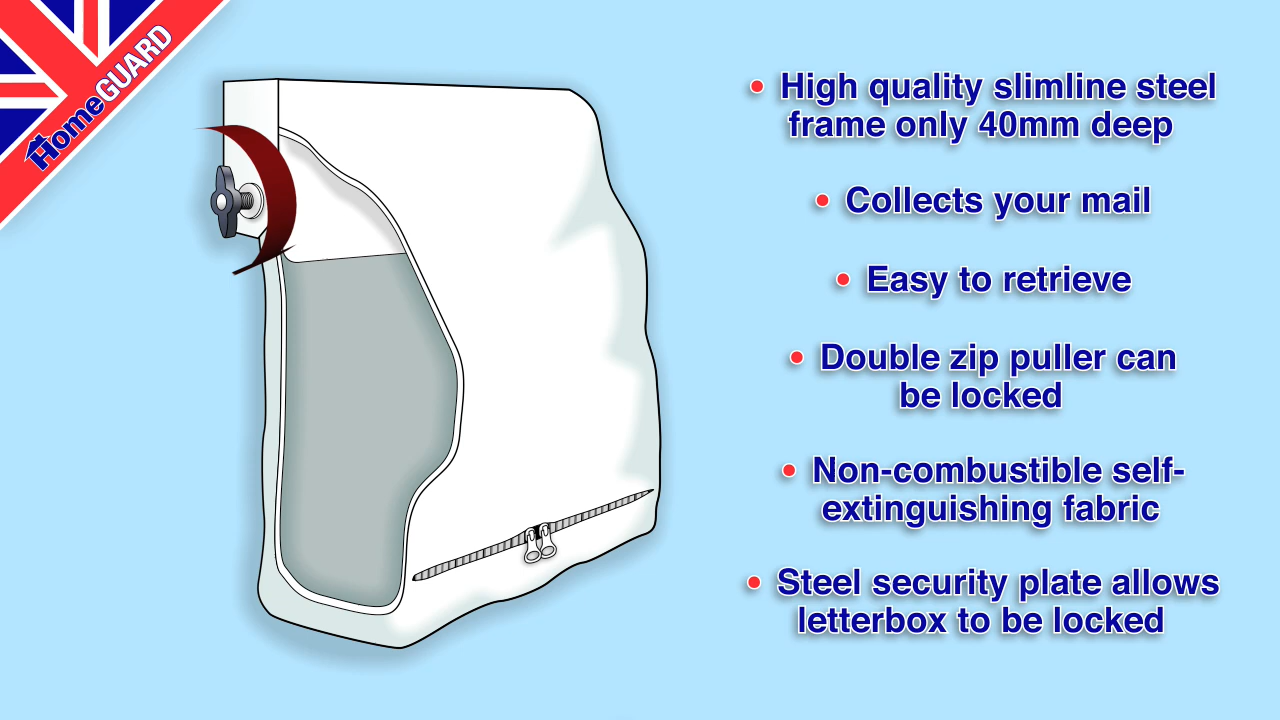 HomeGUARD
• High quality slimline steel
frame only 40mm deep
• Collects your mail
• Easy to retrieve
• Double zip puller can
be locked
• Non-combustible self-
extinguishing fabric
• Steel security plate allows
letterbox to be locked